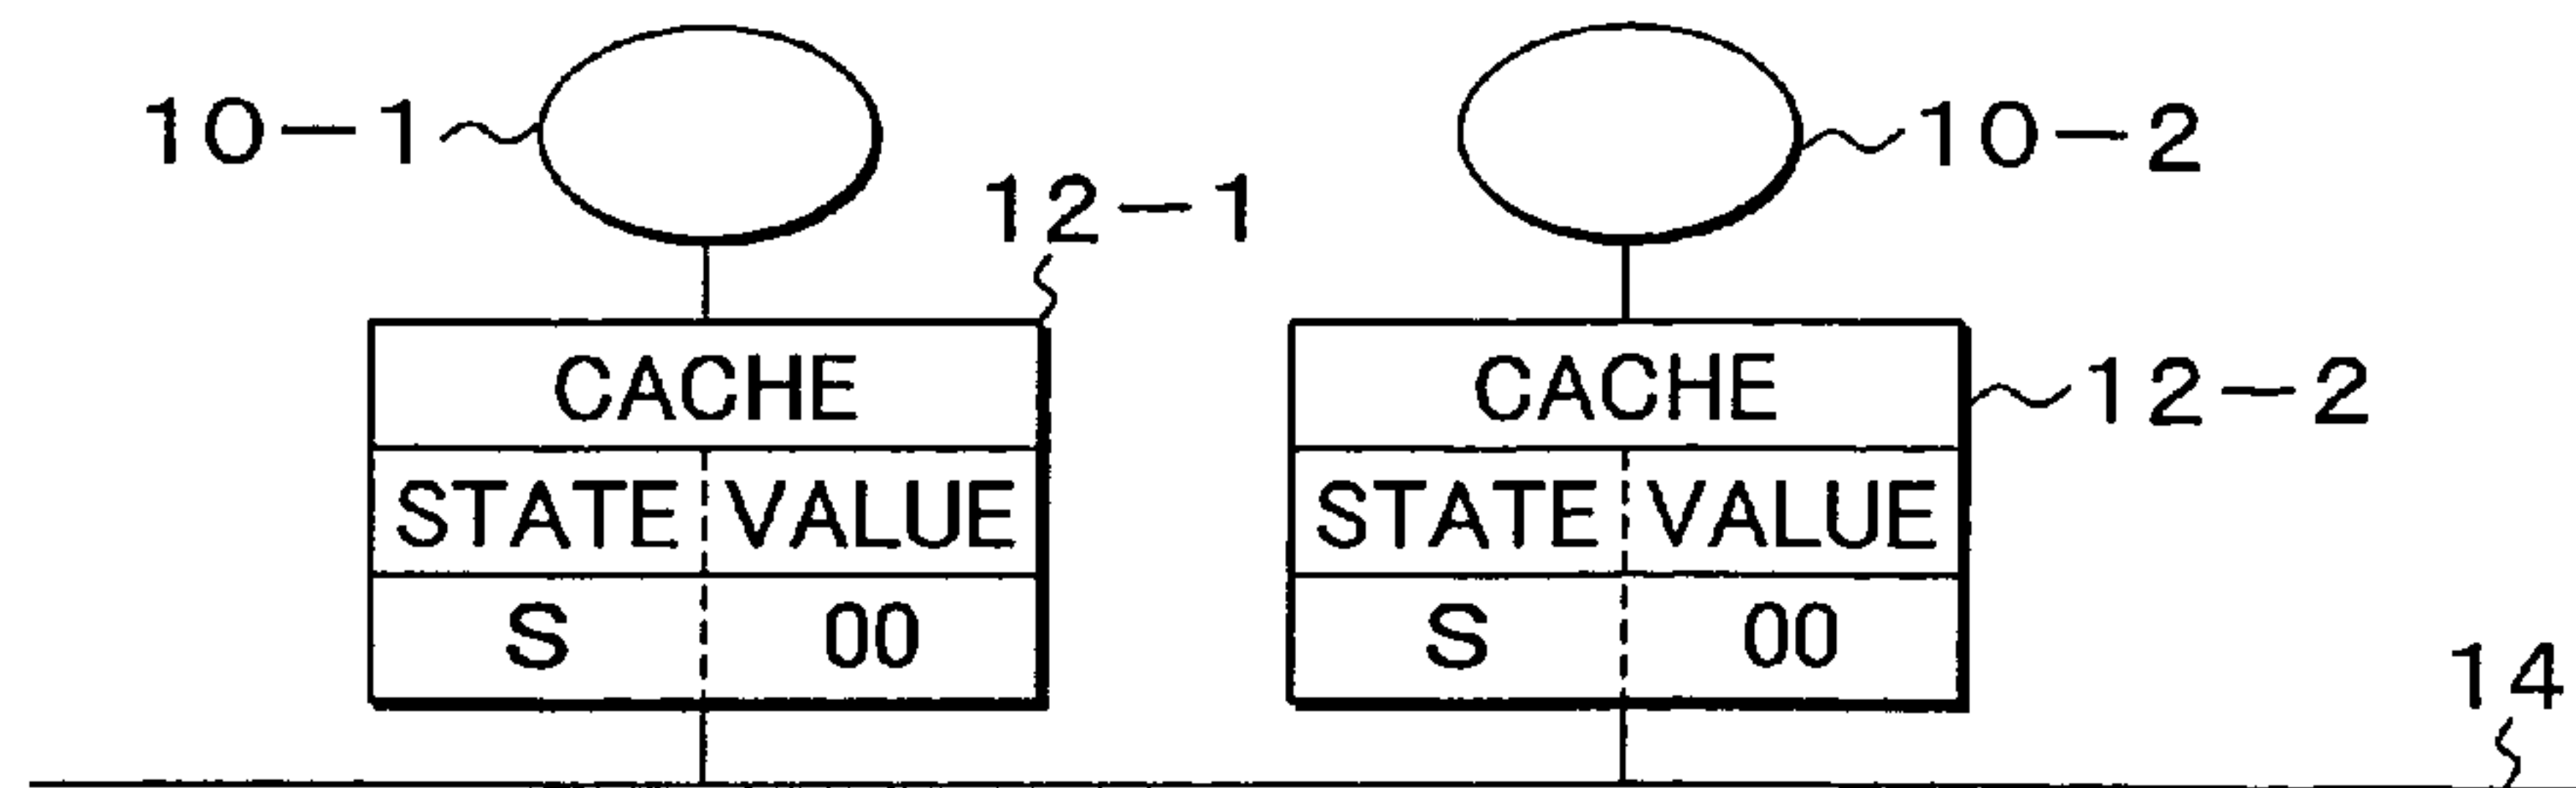 10-1
10-2
12-1
CACHE
CACHE
12-2
STATE VALUE
STATE VALUE
S 00
S 00
14